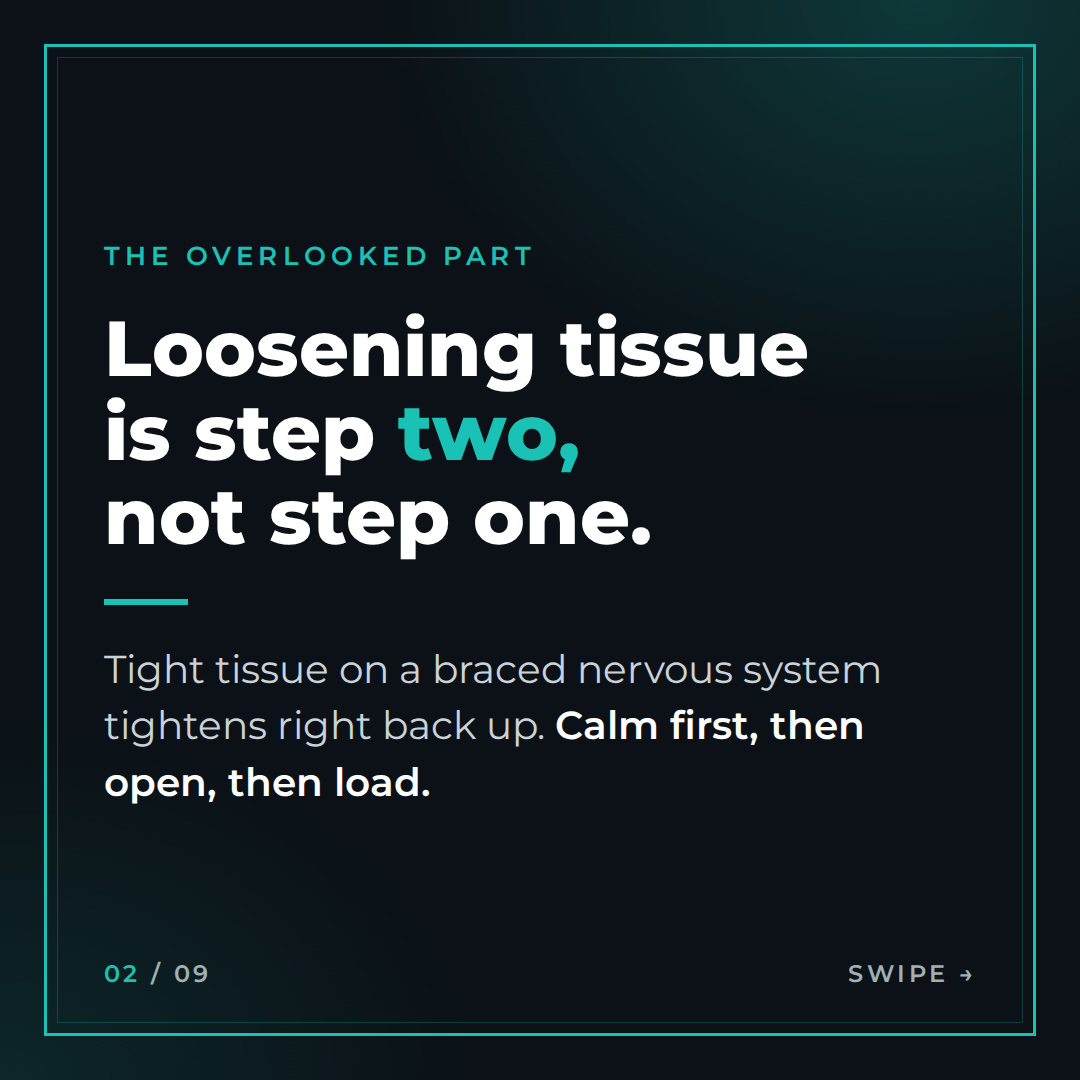 THE OVERLOOKED PART
Loosening tissue
is step two,
not step one.
Tight tissue on a braced nervous system
tightens right back up. Calm first, then
open, then load.
02 / 09
SWIPE →